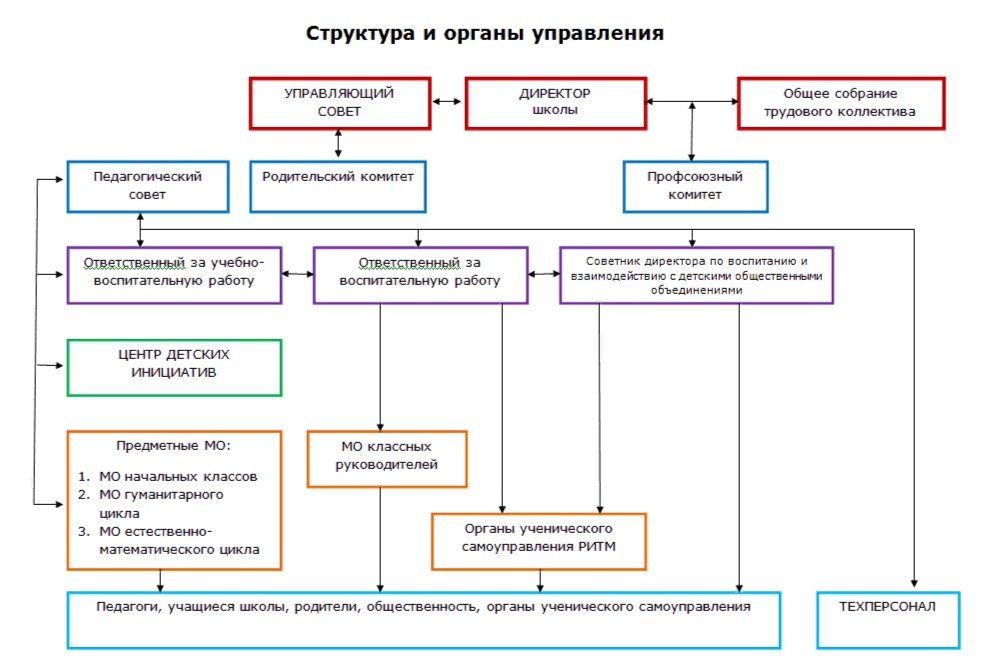 Структура и органы управления
УПРАВЛЯЮЩИЙ
СОВЕТ
ДИРЕКТОР
школы
Общее собрание
трудового коллектива
Педагогический
совет
Родительский комитет
Профсоюзный
комитет
Ответственный за учебно-
воспитательную работу
Ответственный за
воспитательную работу
Советник директора по воспитанию и
взаимодействию с детскими общественными
объединениями
ЦЕНТР ДЕТСКИХ
ИНИЦИАТИВ
Предметные МО:
1. МО начальных классов
2. МО гуманитарного
цикла
3. МО естественно-
математического цикла
МО классных
руководителей
Органы ученического
самоуправления РИТМ
Педагоги, учащиеся школы, родители, общественность, органы ученического самоуправления
ТЕХПЕРСОНАЛ